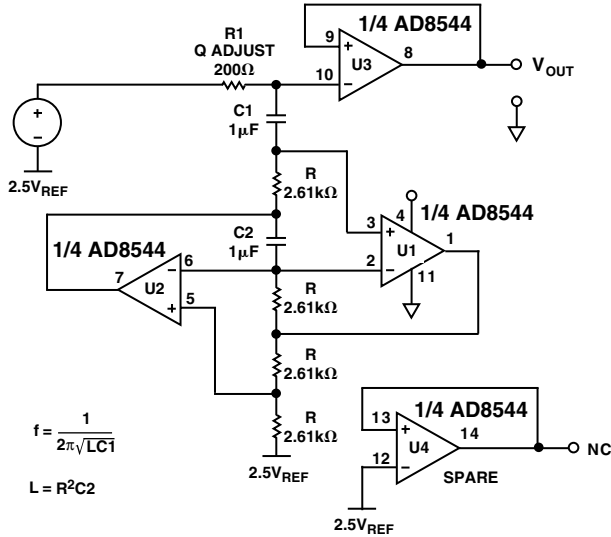 1/4 AD8544
R1
Q ADJUST
200Ω
9
+
U3
8
10
−
V_OUT
C1
1µF
+
−
2.5V_REF
R
2.61kΩ
1/4 AD8544
4
3
+
U1
1
2
−
11
C2
1µF
1/4 AD8544
7
U2
6
−
5
+
R
2.61kΩ
R
2.61kΩ
R
2.61kΩ
2.5V_REF
1/4 AD8544
13
+
U4
14
12
−
NC
SPARE
2.5V_REF
f = 1 / 2π√LC1
L = R²C2